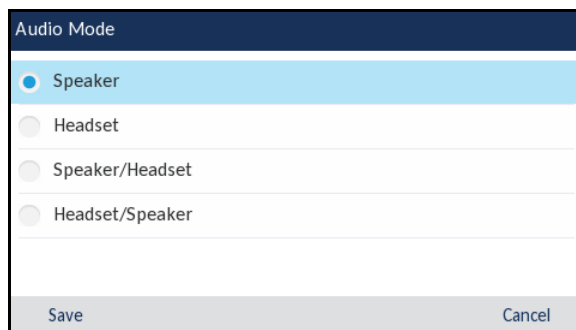 Audio Mode
Speaker
Headset
Speaker/Headset
Headset/Speaker
Save Cancel